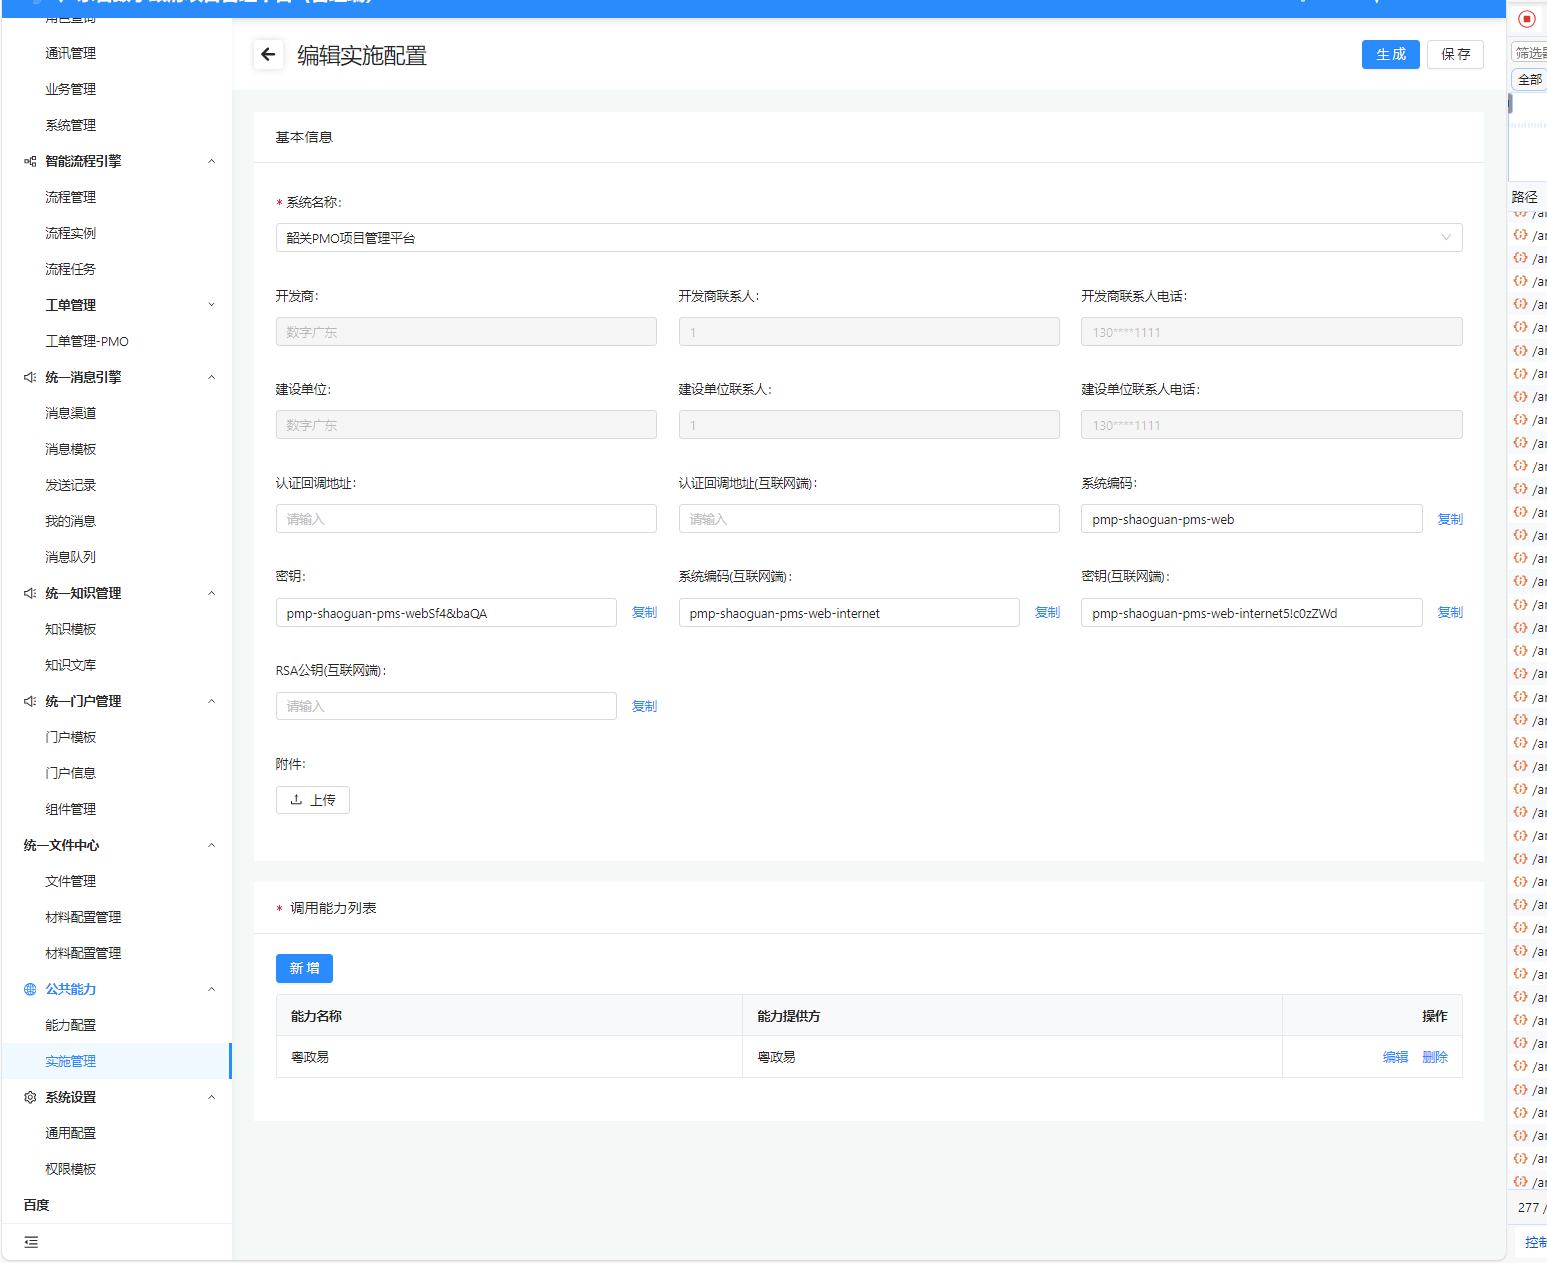 通讯管理
业务管理
系统管理
智能流程引擎
流程管理
流程实例
流程任务
工单管理
工单管理-PMO
统一消息引擎
消息渠道
消息模板
发送记录
我的消息
消息队列
统一知识管理
知识模板
知识文库
统一门户管理
门户模板
门户信息
组件管理
统一文件中心
文件管理
材料配置管理
材料配置管理
公共能力
能力配置
实施管理
系统设置
通用配置
权限模板
百度
编辑实施配置
生 成 保 存
基本信息
* 系统名称:
韶关PMO项目管理平台
开发商: 开发商联系人: 开发商联系人电话:
数字广东 1 130****1111
建设单位: 建设单位联系人: 建设单位联系人电话:
数字广东 1 130****1111
认证回调地址: 认证回调地址(互联网端): 系统编码:
请输入 请输入 pmp-shaoguan-pms-web 复制
密钥: 系统编码(互联网端): 密钥(互联网端):
pmp-shaoguan-pms-webSf4&baQA 复制 pmp-shaoguan-pms-web-internet 复制 pmp-shaoguan-pms-web-internet5!c0zZWd 复制
RSA公钥(互联网端):
请输入 复制
附件:
上传
* 调用能力列表
新 增
能力名称 能力提供方 操作
粤政易 粤政易 编辑 删除
全部
路径
277 /